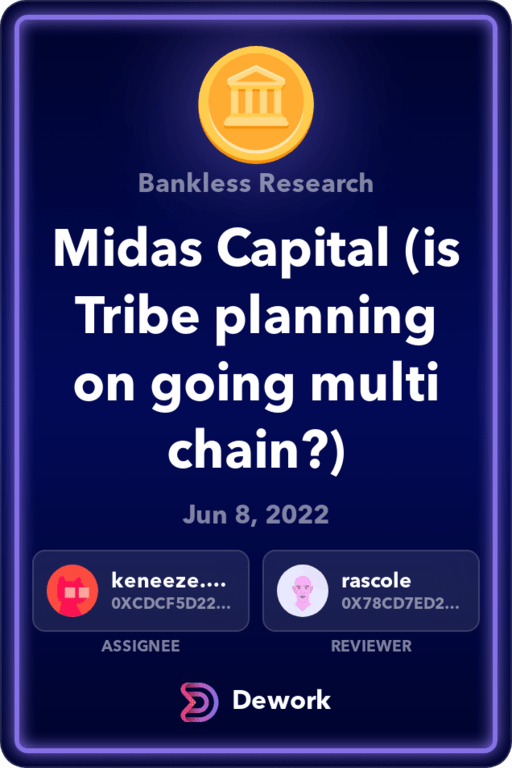 Bankless Research
Midas Capital (is
Tribe planning
on going multi
chain?)
Jun 8, 2022
keneeze....
0XCDCF5D22...
ASSIGNEE
rascole
0X78CD7ED2...
REVIEWER
Dework